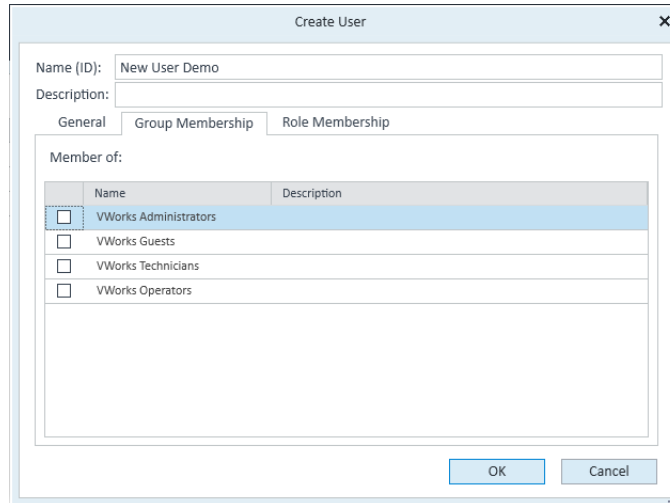 Create User
Name (ID): New User Demo
Description:
General Group Membership Role Membership
Member of:
Name Description
VWorks Administrators
VWorks Guests
VWorks Technicians
VWorks Operators
OK Cancel